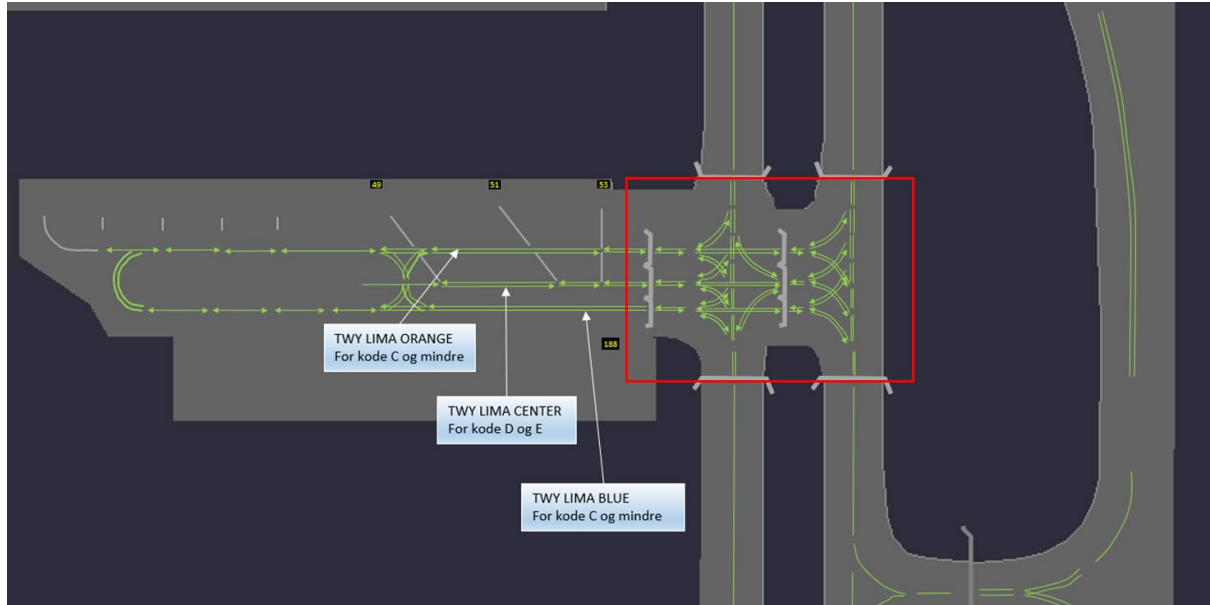 49
51
53
TWY LIMA ORANGE
For kode C og mindre
188
TWY LIMA CENTER
For kode D og E
TWY LIMA BLUE
For kode C og mindre